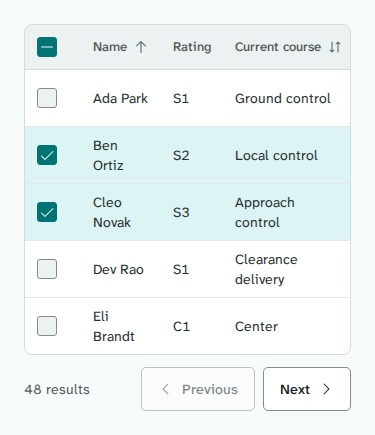 Name Rating Current course
Ada Park S1 Ground control
Ben Ortiz S2 Local control
Cleo Novak S3 Approach control
Dev Rao S1 Clearance delivery
Eli Brandt C1 Center
48 results Previous Next